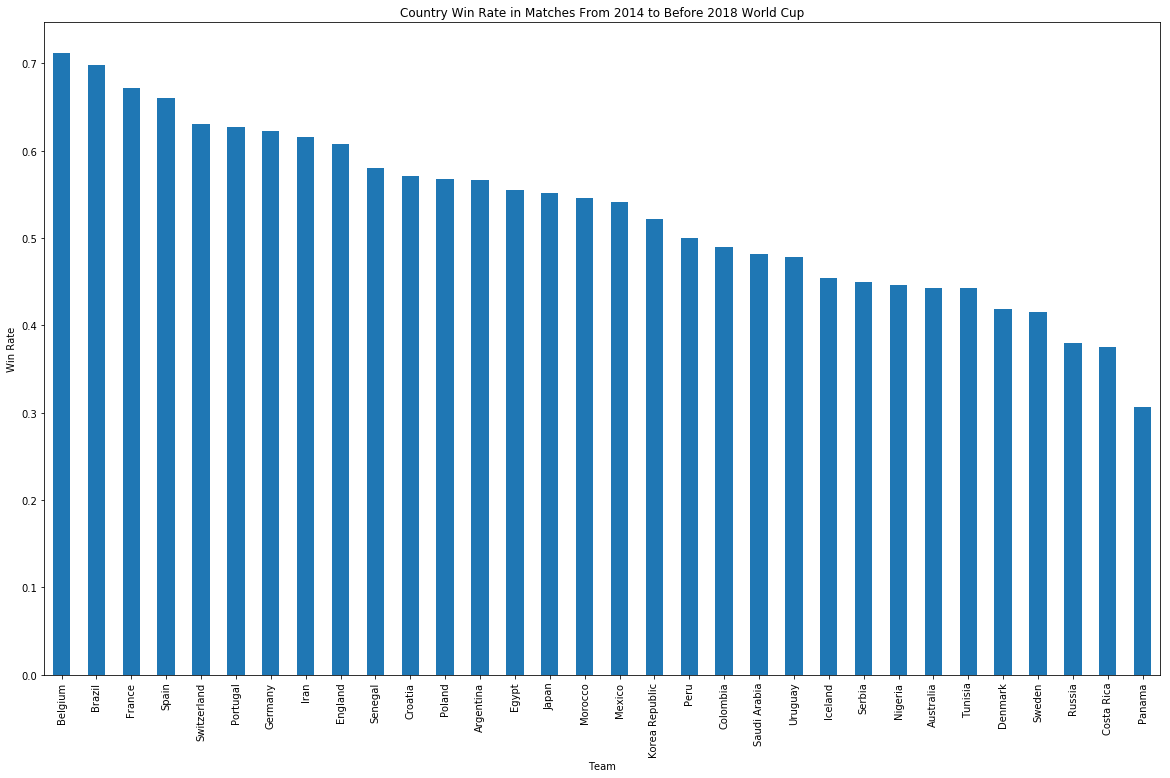 Country Win Rate in Matches From 2014 to Before 2018 World Cup
Win Rate
0.7
0.6
0.5
0.4
0.3
0.2
0.1
0.0
Belgium
Brazil
France
Spain
Switzerland
Portugal
Germany
Iran
England
Senegal
Croatia
Poland
Argentina
Egypt
Japan
Morocco
Mexico
Korea Republic
Peru
Colombia
Saudi Arabia
Uruguay
Iceland
Serbia
Nigeria
Australia
Tunisia
Denmark
Sweden
Russia
Costa Rica
Panama
Team